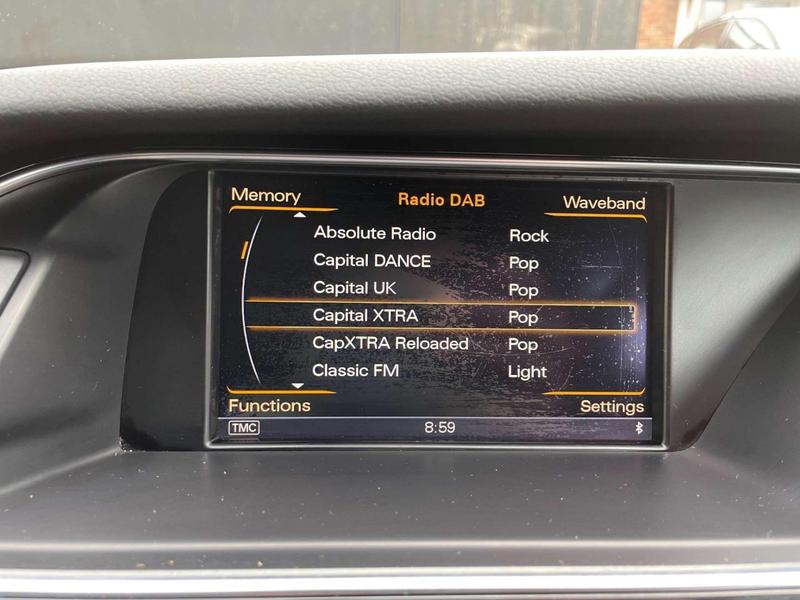 Memory Radio DAB Waveband
Absolute Radio Rock
Capital DANCE Pop
Capital UK Pop
Capital XTRA Pop
CapXTRA Reloaded Pop
Classic FM Light
Functions Settings
TMC 8:59